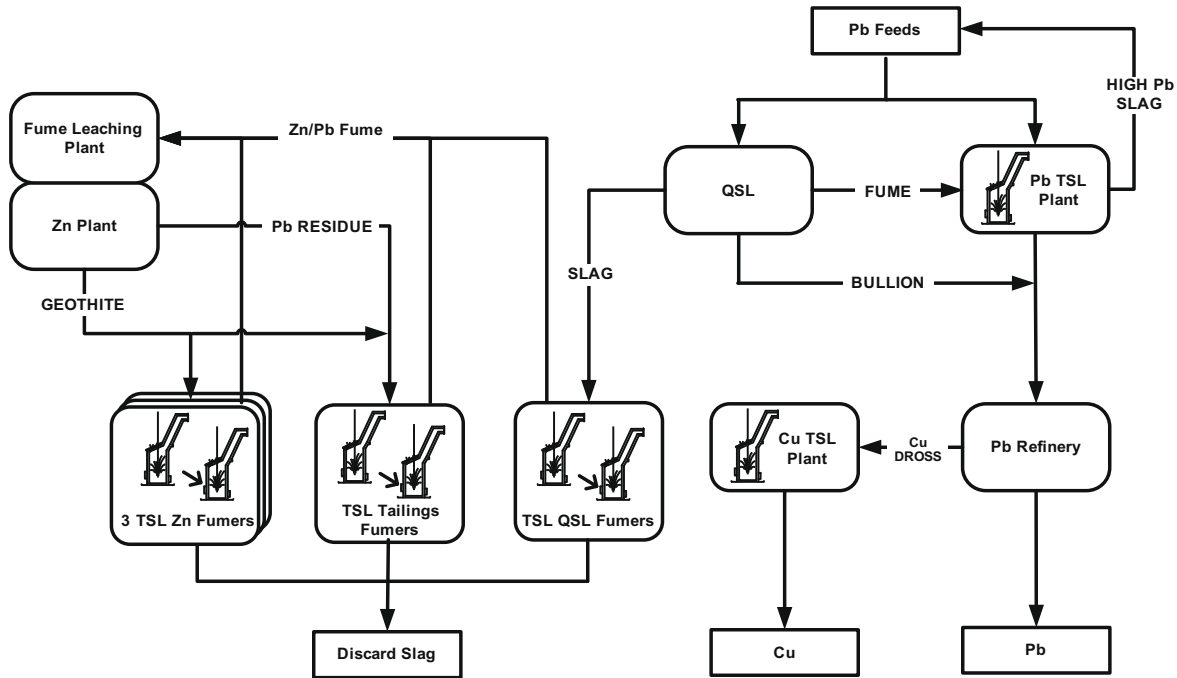 Pb Feeds
HIGH Pb
SLAG
Fume Leaching
Plant
Zn/Pb Fume
Zn Plant
Pb RESIDUE
GEOTHITE
QSL
FUME
Pb TSL
Plant
SLAG
BULLION
3 TSL Zn Fumers
TSL Tailings
Fumers
TSL QSL Fumers
Cu TSL
Plant
Cu
DROSS
Pb Refinery
Discard Slag
Cu
Pb